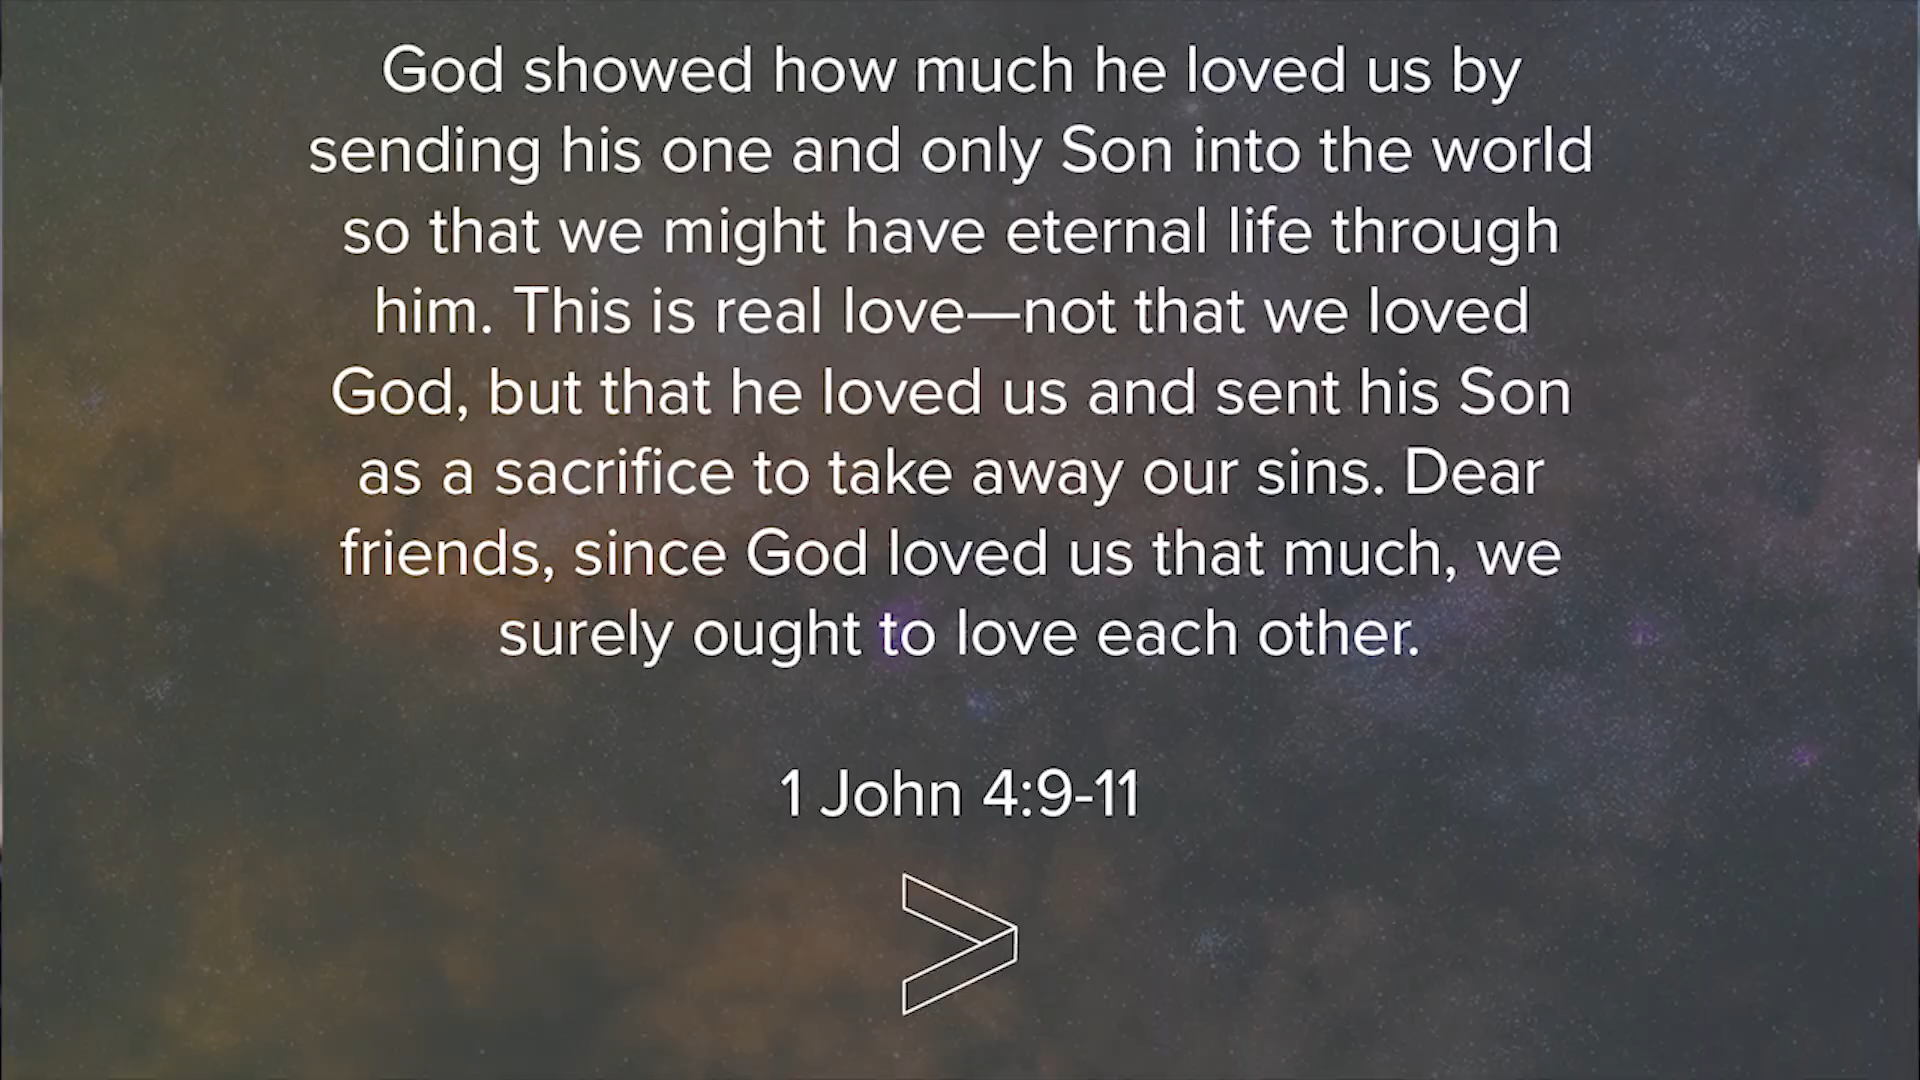 God showed how much he loved us by
sending his one and only Son into the world
so that we might have eternal life through
him. This is real love—not that we loved
God, but that he loved us and sent his Son
as a sacrifice to take away our sins. Dear
friends, since God loved us that much, we
surely ought to love each other.
1 John 4:9-11